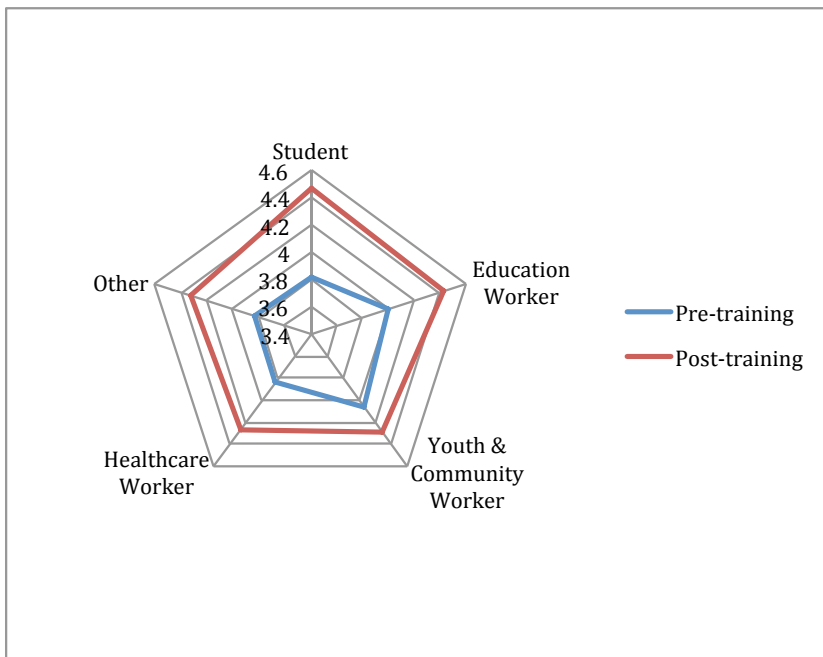 Student
4.6
4.4
4.2
4
3.8
3.6
3.4
Education
Worker
Youth &
Community
Worker
Healthcare
Worker
Other
Pre-training
Post-training